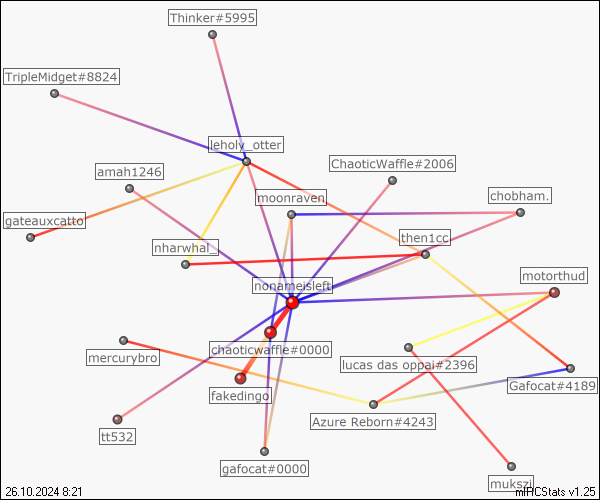 Thinker#5995
TripleMidget#8824
leholy_otter
ChaoticWaffle#2006
amah1246
moonraven
chobham.
gateauxcatto
nharwhal_
then1cc
motorthud
nonameisleft
chaoticwaffle#0000
mercurybro
lucas das oppai#2396
Gafocat#4189
fakedingo
Azure Reborn#4243
tt532
gafocat#0000
mukszi
26.10.2024 8:21
mIRCStats v1.25